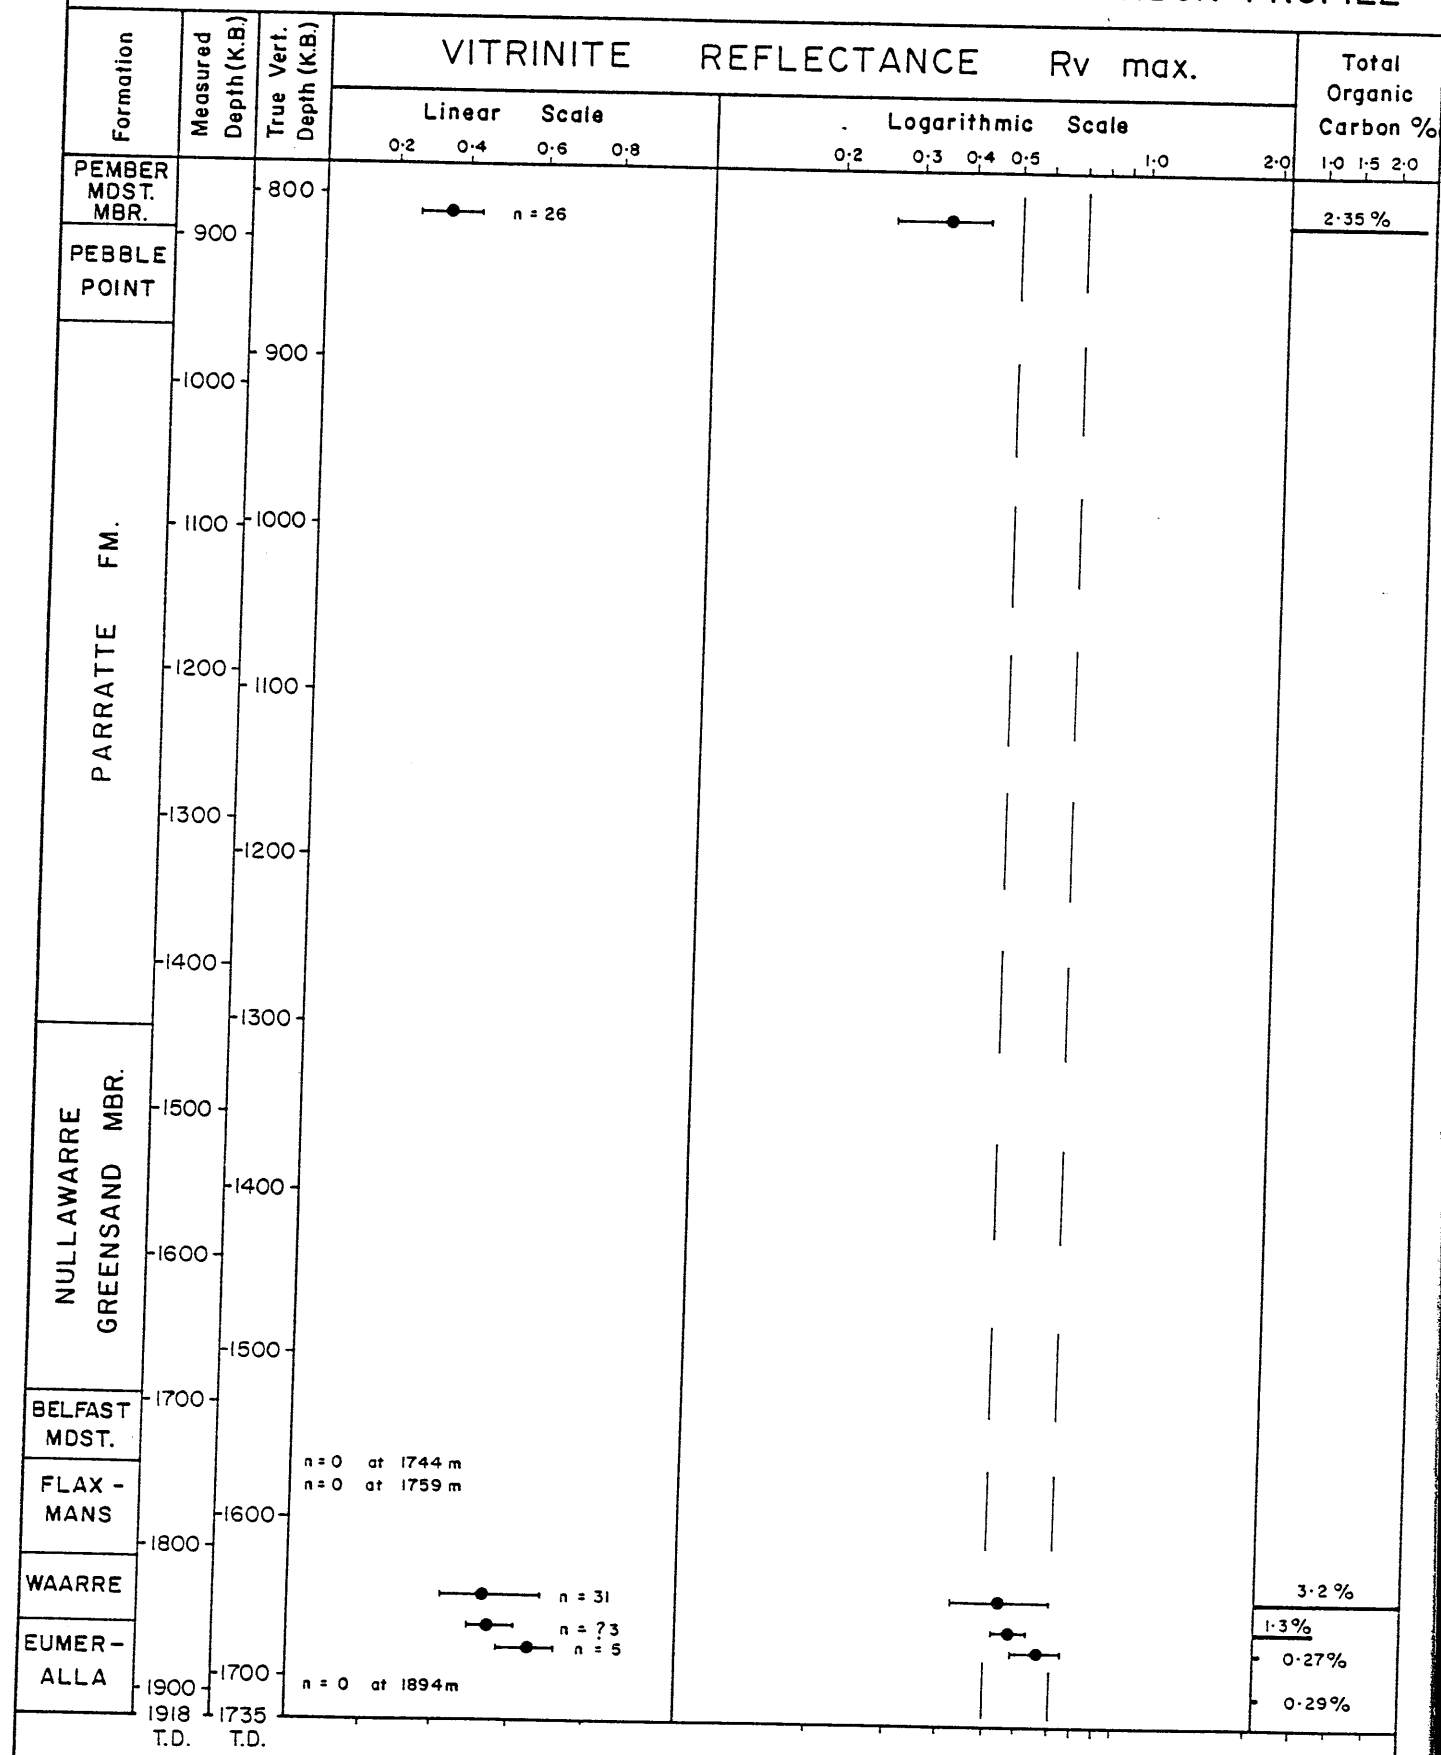 VITRINITE REFLECTANCE Rv max.
Formation
Measured
Depth (K.B.)
True Vert.
Depth (K.B.)
Linear Scale
Logarithmic Scale
Total
Organic
Carbon %
0·2 0·4 0·6 0·8
0·2 0·3 0·4 0·5 1·0 2·0
1·0 1·5 2·0
PEMBER
MDST.
MBR.
800
n = 26
2·35 %
900
PEBBLE
POINT
900
1000
1000
1100
PARRATTE FM.
1200
1100
1300
1200
1400
1300
NULLAWARRE
GREENSAND MBR.
1500
1400
1600
1500
1700
BELFAST
MDST.
n = 0 at 1744 m
n = 0 at 1759 m
FLAX -
MANS
1600
1800
WAARRE
n = 31
3·2 %
n = ?3
1·3%
EUMER-
ALLA
n = 5
0·27%
1700
n = 0 at 1894m
1900
0·29%
1918 1735
T.D. T.D.